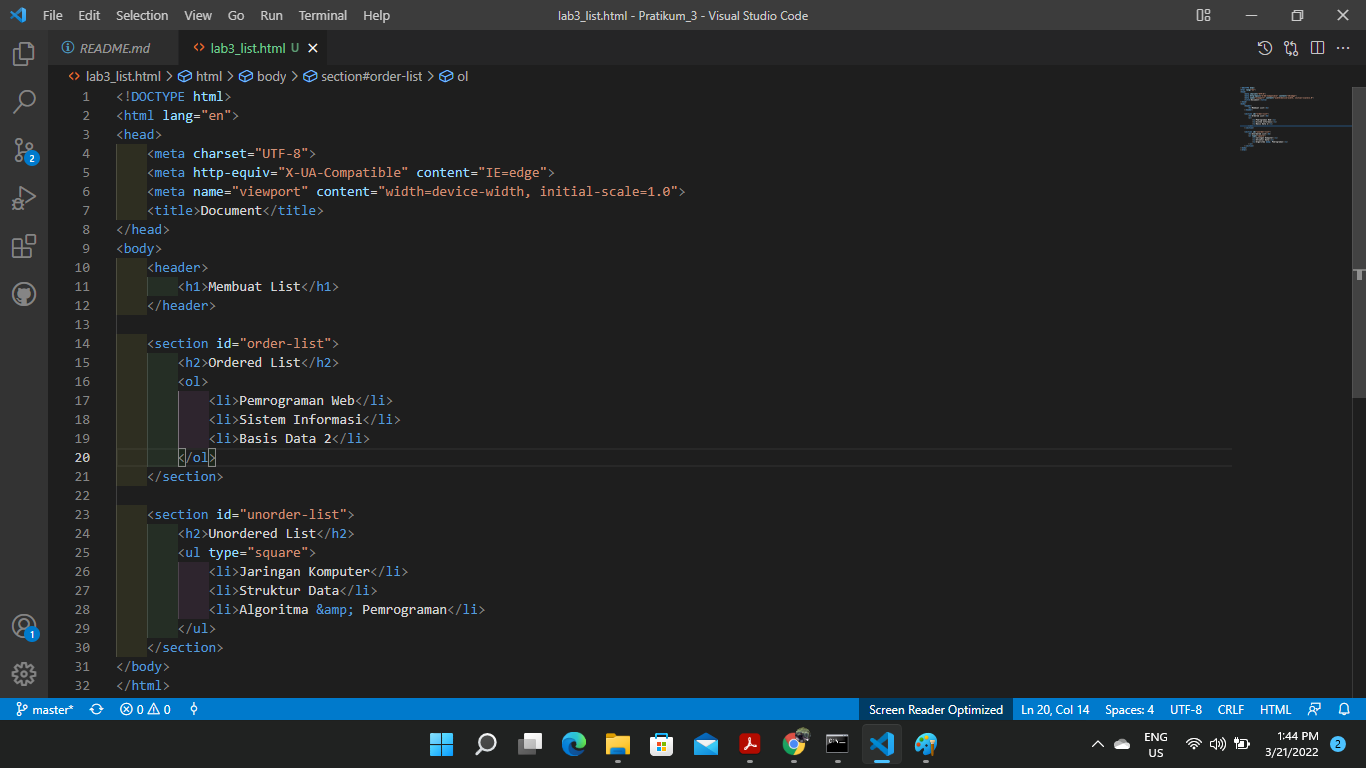 File Edit Selection View Go Run Terminal Help lab3_list.html - Pratikum_3 - Visual Studio Code
README.md lab3_list.html U
lab3_list.html > html > body > section#order-list > ol
1 <!DOCTYPE html>
2 <html lang="en">
3 <head>
4 <meta charset="UTF-8">
5 <meta http-equiv="X-UA-Compatible" content="IE=edge">
6 <meta name="viewport" content="width=device-width, initial-scale=1.0">
7 <title>Document</title>
8 </head>
9 <body>
10 <header>
11 <h1>Membuat List</h1>
12 </header>
13
14 <section id="order-list">
15 <h2>Ordered List</h2>
16 <ol>
17 <li>Pemrograman Web</li>
18 <li>Sistem Informasi</li>
19 <li>Basis Data 2</li>
20 </ol>
21 </section>
22
23 <section id="unorder-list">
24 <h2>Unordered List</h2>
25 <ul type="square">
26 <li>Jaringan Komputer</li>
27 <li>Struktur Data</li>
28 <li>Algoritma &amp; Pemrograman</li>
29 </ul>
30 </section>
31 </body>
32 </html>
2
1
master* 0 0 Screen Reader Optimized Ln 20, Col 14 Spaces: 4 UTF-8 CRLF HTML
ENG 1:44 PM
US 3/21/2022 2